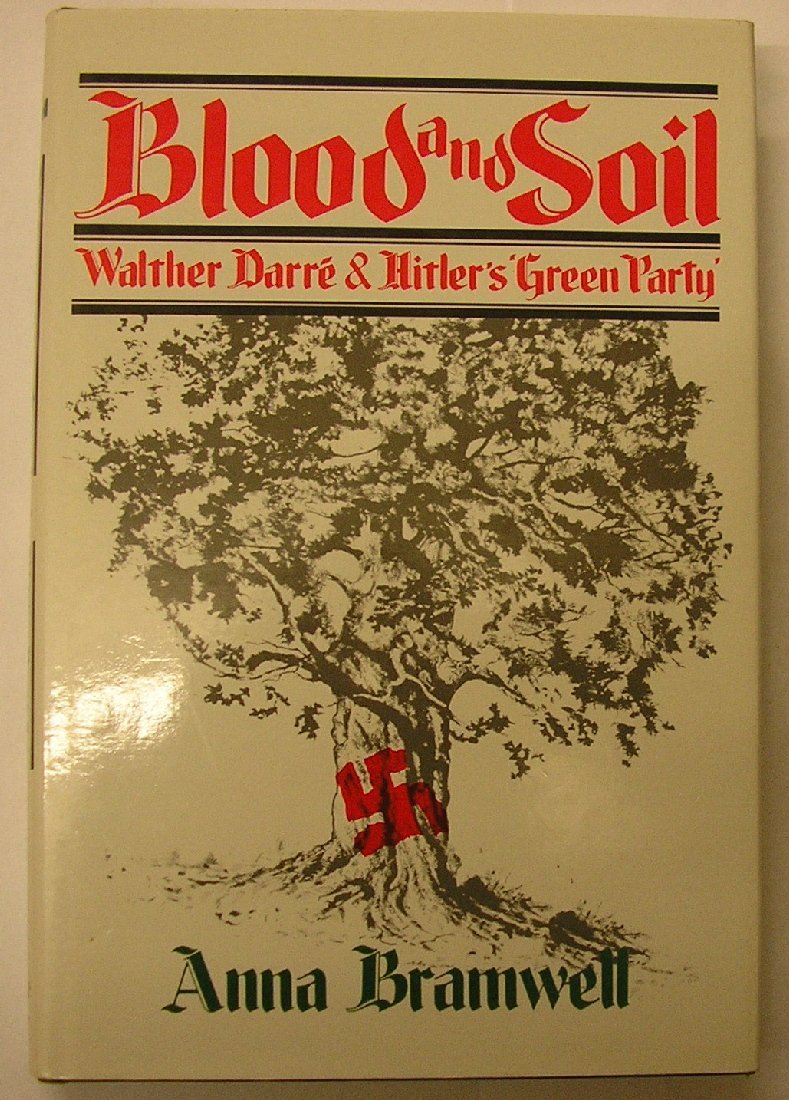 Blood and Soil
Walther Darré & Hitler's 'Green Party'
Anna Bramwell